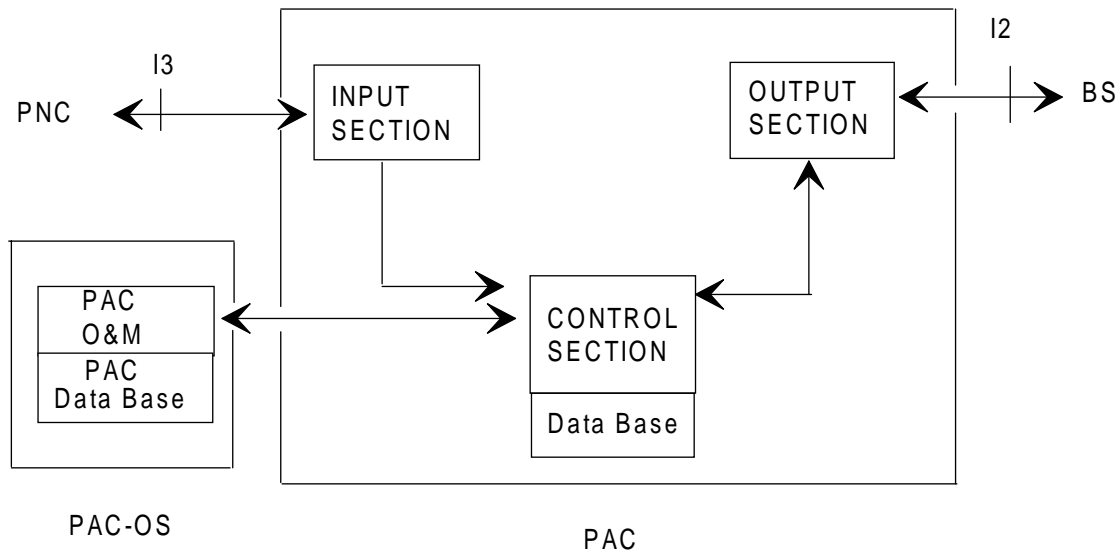 I3
I2
PNC
INPUT
SECTION
OUTPUT
SECTION
BS
PAC
O&M
PAC
Data Base
CONTROL
SECTION
Data Base
PAC-OS
PAC